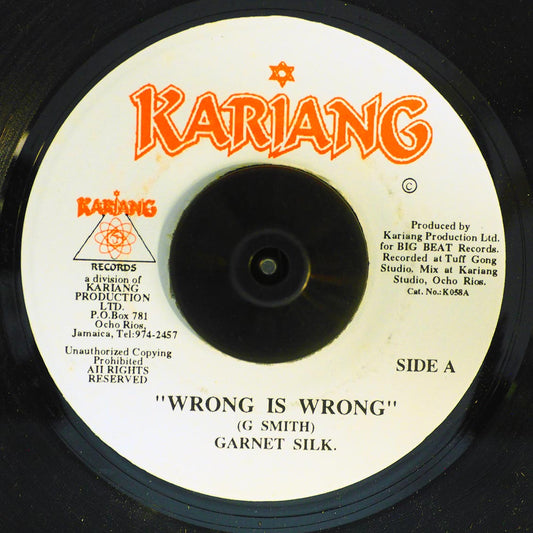 KARIANG
©
KARIANG
RECORDS
a division of
KARIANG
PRODUCTION
LTD.
P.O.Box 781
Ocho Rios,
Jamaica, Tel:974-2457
Unauthorized Copying
Prohibited
All RIGHTS
RESERVED
Produced by
Kariang Production Ltd.
for BIG BEAT Records.
Recorded at Tuff Gong
Studio. Mix at Kariang
Studio, Ocho Rios.
Cat. No.:K058A
SIDE A
"WRONG IS WRONG"
(G SMITH)
GARNET SILK.